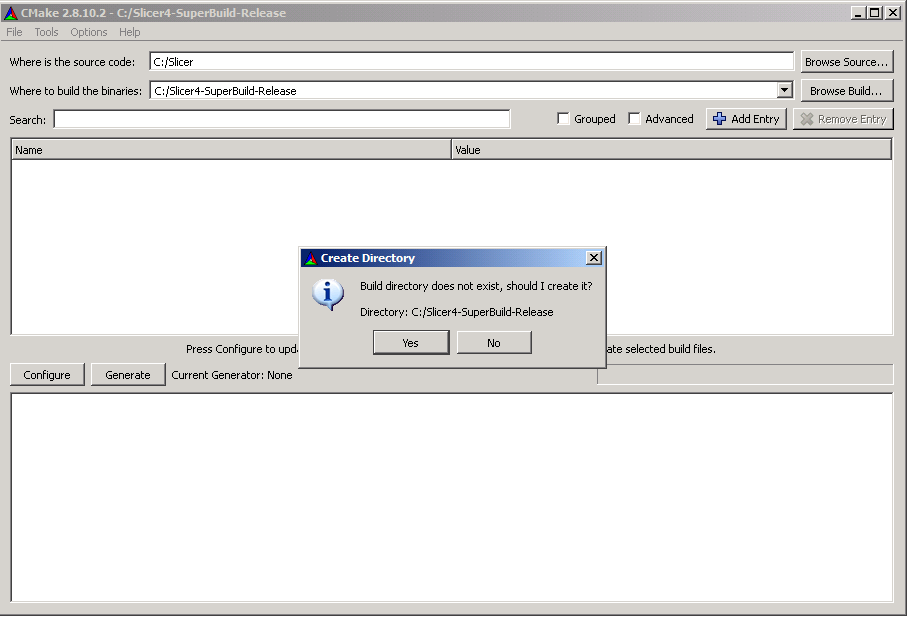 CMake 2.8.10.2 - C:/Slicer4-SuperBuild-Release
File Tools Options Help
Where is the source code: C:/Slicer Browse Source...
Where to build the binaries: C:/Slicer4-SuperBuild-Release Browse Build...
Search: Grouped Advanced Add Entry Remove Entry
Name Value
Create Directory
Build directory does not exist, should I create it?
Directory: C:/Slicer4-SuperBuild-Release
Yes No
Press Configure to upda ate selected build files.
Configure Generate Current Generator: None